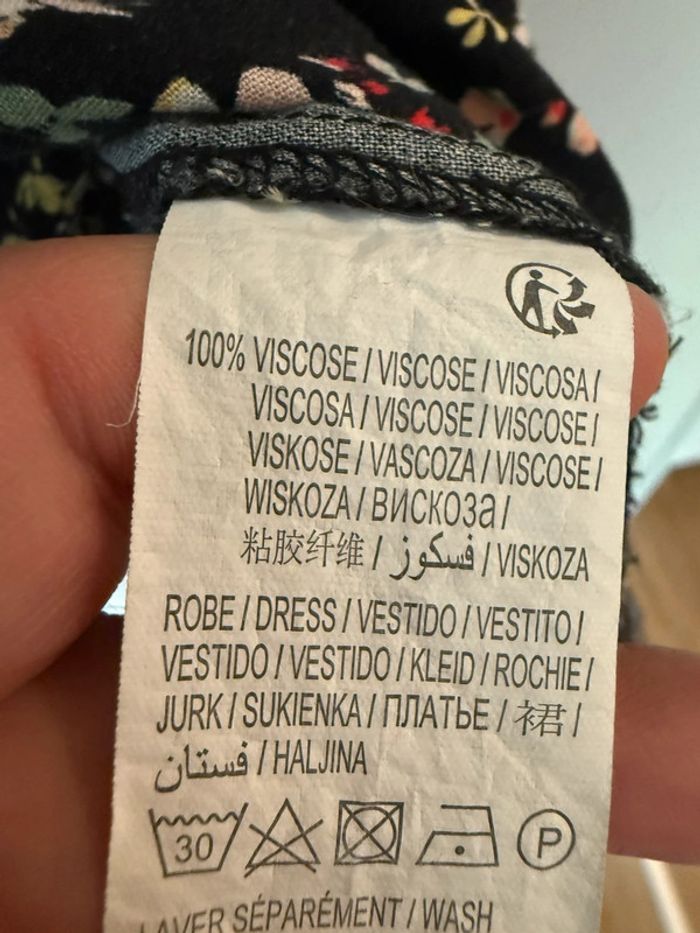 100% VISCOSE / VISCOSE / VISCOSA /
VISCOSA / VISCOSE / VISCOSE /
VISKOSE / VASCOZA / VISCOSE /
WISKOZA / ВИСКОЗа /
粘胶纤维 / فسكوز / VISKOZA
ROBE / DRESS / VESTIDO / VESTITO /
VESTIDO / VESTIDO / KLEID / ROCHIE /
JURK / SUKIENKA / ПЛАТЬЕ / 裙 /
فستان / HALJINA
30 P
LAVER SÉPARÉMENT / WASH